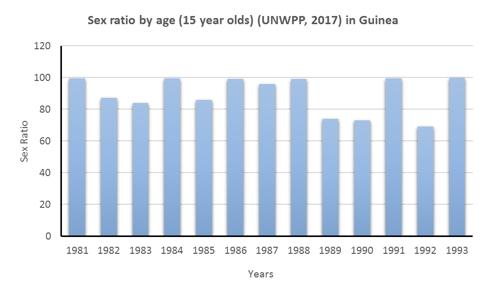 Sex ratio by age (15 year olds) (UNWPP, 2017) in Guinea
120
100
80
60
40
20
0
Sex Ratio
1981 1982 1983 1984 1985 1986 1987 1988 1989 1990 1991 1992 1993
Years